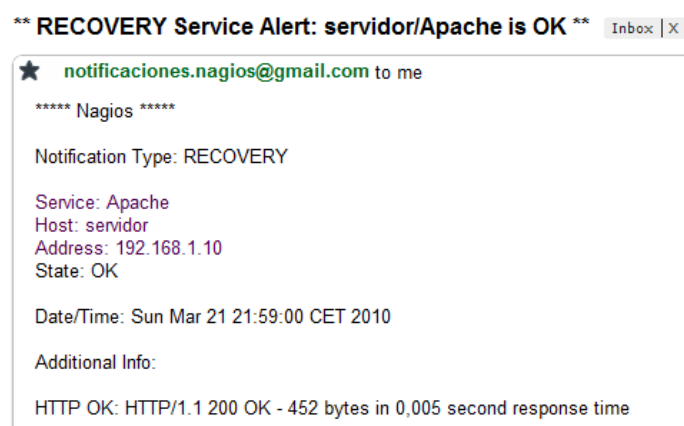 ** RECOVERY Service Alert: servidor/Apache is OK ** Inbox | X
notificaciones.nagios@gmail.com to me
***** Nagios *****
Notification Type: RECOVERY
Service: Apache
Host: servidor
Address: 192.168.1.10
State: OK
Date/Time: Sun Mar 21 21:59:00 CET 2010
Additional Info:
HTTP OK: HTTP/1.1 200 OK - 452 bytes in 0,005 second response time